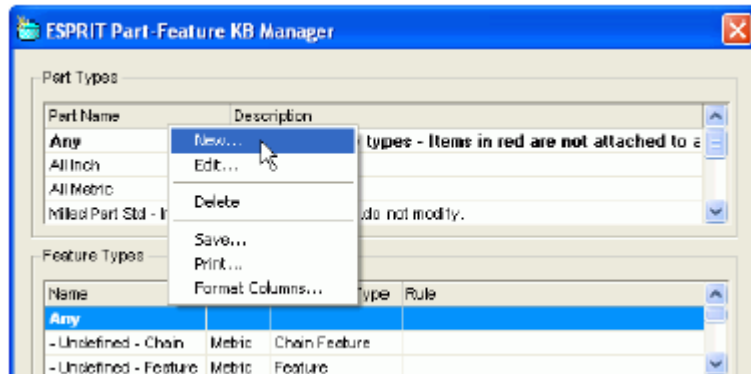 ESPRIT Part-Feature KB Manager
Part Types
Part Name Description
Any types - Items in red are not attached to a
All Inch
All Metric
Milled Part Std - I do not modify.
New...
Edit...
Delete
Save...
Print...
Format Columns...
Feature Types
Name Type Rule
Any
- Undefined - Chain Metric Chain Feature
- Undefined - Feature Metric Feature